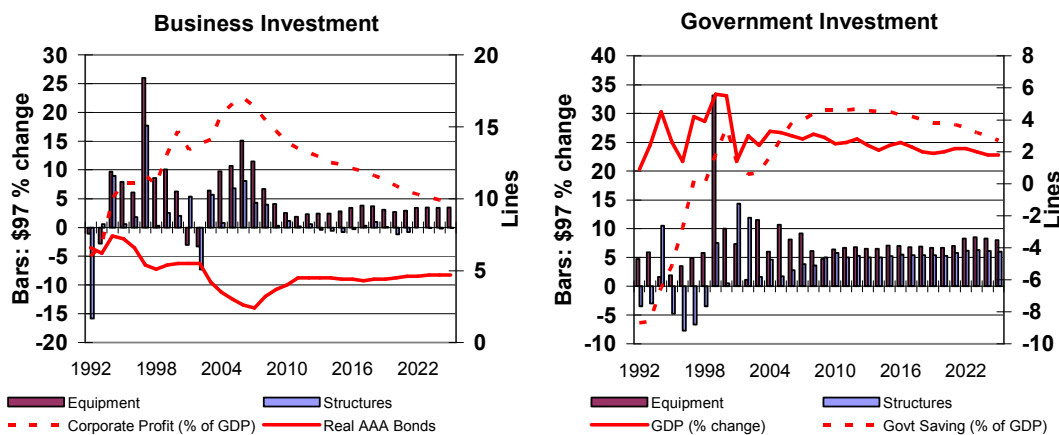 Business Investment
Bars: $97 % change
30
25
20
15
10
5
0
-5
-10
-15
-20
20
15
10
5
0
Lines
1992 1998 2004 2010 2016 2022
Equipment
Structures
Corporate Profit (% of GDP)
Real AAA Bonds
Government Investment
Bars: $97 % change
40
35
30
25
20
15
10
5
0
5
-10
8
6
4
2
0
-2
-4
-6
-8
-10
Lines
1992 1998 2004 2010 2016 2022
Equipment
Structures
GDP (% change)
Govt Saving (% of GDP)